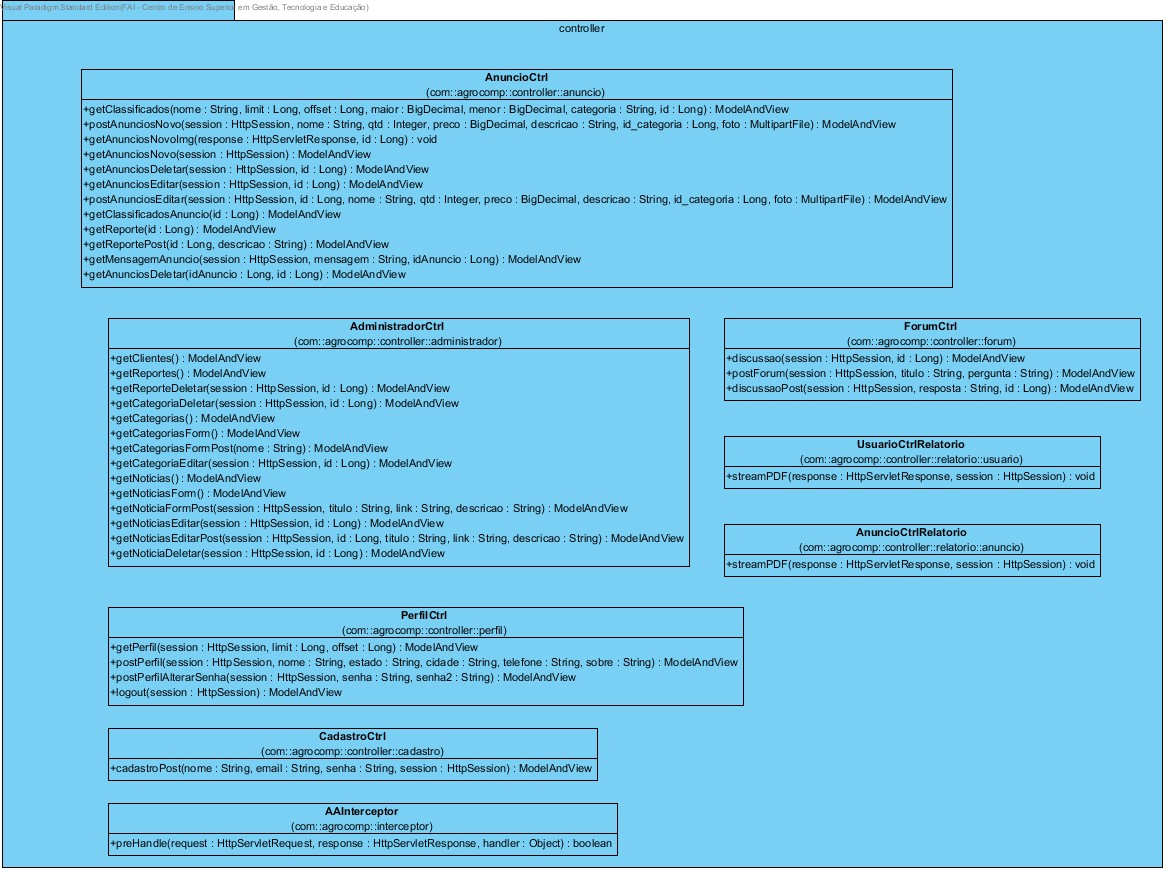 Visual Paradigm Standard Edition(FAI - Centro de Ensino Superior em Gestão, Tecnologia e Educação)
controller
AnuncioCtrl
(com::agrocomp::controller::anuncio)
+getClassificados(nome : String, limit : Long, offset : Long, maior : BigDecimal, menor : BigDecimal, categoria : String, id : Long) : ModelAndView
+postAnunciosNovo(session : HttpSession, nome : String, qtd : Integer, preco : BigDecimal, descricao : String, id_categoria : Long, foto : MultipartFile) : ModelAndView
+getAnunciosNovoImg(response : HttpServletResponse, id : Long) : void
+getAnunciosNovo(session : HttpSession) : ModelAndView
+getAnunciosDeletar(session : HttpSession, id : Long) : ModelAndView
+getAnunciosEditar(session : HttpSession, id : Long) : ModelAndView
+postAnunciosEditar(session : HttpSession, id : Long, nome : String, qtd : Integer, preco : BigDecimal, descricao : String, id_categoria : Long, foto : MultipartFile) : ModelAndView
+getClassificadosAnuncio(id : Long) : ModelAndView
+getReporte(id : Long) : ModelAndView
+getReportePost(id : Long, descricao : String) : ModelAndView
+getMensagemAnuncio(session : HttpSession, mensagem : String, idAnuncio : Long) : ModelAndView
+getAnunciosDeletar(idAnuncio : Long, id : Long) : ModelAndView
AdministradorCtrl
(com::agrocomp::controller::administrador)
+getClientes() : ModelAndView
+getReportes() : ModelAndView
+getReporteDeletar(session : HttpSession, id : Long) : ModelAndView
+getCategoriaDeletar(session : HttpSession, id : Long) : ModelAndView
+getCategorias() : ModelAndView
+getCategoriasForm() : ModelAndView
+getCategoriasFormPost(nome : String) : ModelAndView
+getCategoriaEditar(session : HttpSession, id : Long) : ModelAndView
+getNoticias() : ModelAndView
+getNoticiasForm() : ModelAndView
+getNoticiaFormPost(session : HttpSession, titulo : String, link : String, descricao : String) : ModelAndView
+getNoticiasEditar(session : HttpSession, id : Long) : ModelAndView
+getNoticiasEditarPost(session : HttpSession, id : Long, titulo : String, link : String, descricao : String) : ModelAndView
+getNoticiaDeletar(session : HttpSession, id : Long) : ModelAndView
ForumCtrl
(com::agrocomp::controller::forum)
+discussao(session : HttpSession, id : Long) : ModelAndView
+postForum(session : HttpSession, titulo : String, pergunta : String) : ModelAndView
+discussaoPost(session : HttpSession, resposta : String, id : Long) : ModelAndView
UsuarioCtrlRelatorio
(com::agrocomp::controller::relatorio::usuario)
+streamPDF(response : HttpServletResponse, session : HttpSession) : void
AnuncioCtrlRelatorio
(com::agrocomp::controller::relatorio::anuncio)
+streamPDF(response : HttpServletResponse, session : HttpSession) : void
PerfilCtrl
(com::agrocomp::controller::perfil)
+getPerfil(session : HttpSession, limit : Long, offset : Long) : ModelAndView
+postPerfil(session : HttpSession, nome : String, estado : String, cidade : String, telefone : String, sobre : String) : ModelAndView
+postPerfilAlterarSenha(session : HttpSession, senha : String, senha2 : String) : ModelAndView
+logout(session : HttpSession) : ModelAndView
CadastroCtrl
(com::agrocomp::controller::cadastro)
+cadastroPost(nome : String, email : String, senha : String, session : HttpSession) : ModelAndView
AAInterceptor
(com::agrocomp::interceptor)
+preHandle(request : HttpServletRequest, response : HttpServletResponse, handler : Object) : boolean